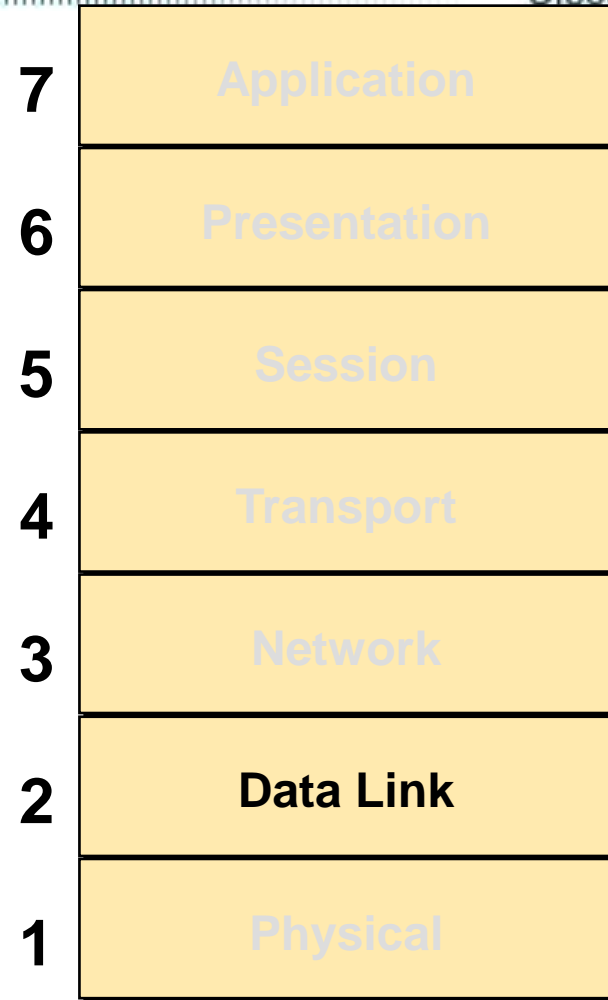 7 Application
6 Presentation
5 Session
4 Transport
3 Network
2 Data Link
1 Physical